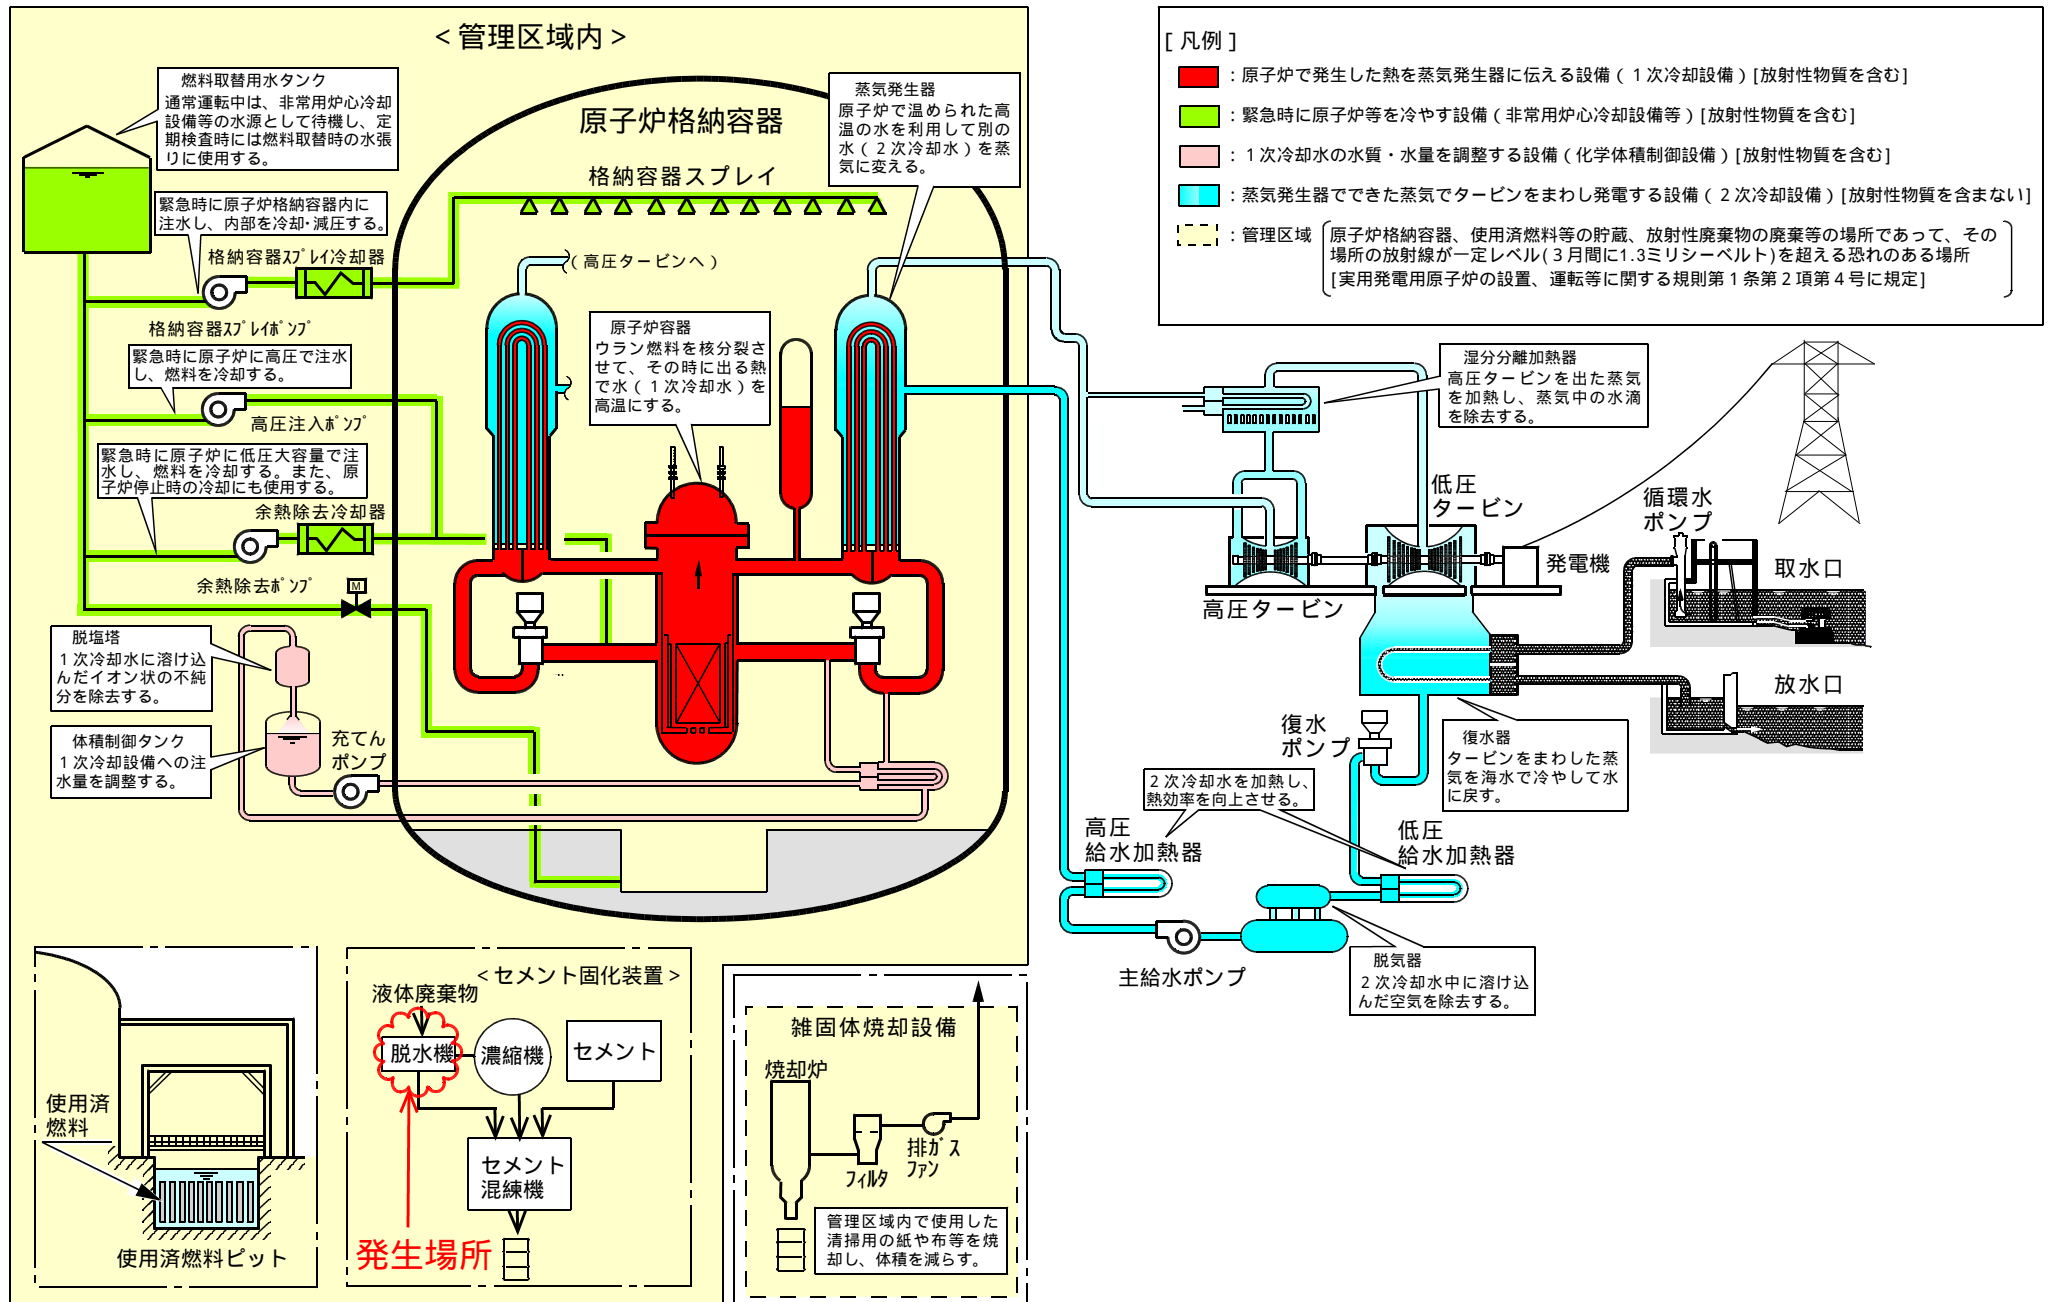 ＜管理区域内＞
燃料取替用水タンク
通常運転中は、非常用炉心冷却
設備等の水源として待機し、定
期検査時には燃料取替時の水張
りに使用する。
緊急時に原子炉格納容器内に
注水し、内部を冷却・減圧する。
格納容器ｽﾌﾟﾚｲ冷却器
格納容器ｽﾌﾟﾚｲﾎﾟﾝﾌﾟ
緊急時に原子炉に高圧で注水
し、燃料を冷却する。
高圧注入ﾎﾟﾝﾌﾟ
緊急時に原子炉に低圧大容量で注
水し、燃料を冷却する。また、原
子炉停止時の冷却にも使用する。
余熱除去冷却器
余熱除去ﾎﾟﾝﾌﾟ
M
脱塩塔
１次冷却水に溶け込
んだイオン状の不純
分を除去する。
体積制御タンク
１次冷却設備への注
水量を調整する。
充てん
ポンプ
原子炉格納容器
格納容器スプレイ
蒸気発生器
原子炉で温められた高
温の水を利用して別の
水（２次冷却水）を蒸
気に変える。
（高圧タービンへ）
原子炉容器
ウラン燃料を核分裂さ
せて、その時に出る熱
で水（１次冷却水）を
高温にする。
[ 凡例 ]
：原子炉で発生した熱を蒸気発生器に伝える設備（１次冷却設備）[放射性物質を含む]
：緊急時に原子炉等を冷やす設備（非常用炉心冷却設備等）[放射性物質を含む]
：１次冷却水の水質・水量を調整する設備（化学体積制御設備）[放射性物質を含む]
：蒸気発生器でできた蒸気でタービンをまわし発電する設備（２次冷却設備）[放射性物質を含まない]
：管理区域
原子炉格納容器、使用済燃料等の貯蔵、放射性廃棄物の廃棄等の場所であって、その
場所の放射線が一定レベル(３月間に1.3ミリシーベルト)を超える恐れのある場所
[実用発電用原子炉の設置、運転等に関する規則第１条第２項第４号に規定]
湿分分離加熱器
高圧タービンを出た蒸気
を加熱し、蒸気中の水滴
を除去する。
低圧
タービン
高圧タービン
発電機
循環水
ポンプ
取水口
放水口
復水
ポンプ
復水器
タービンをまわした蒸
気を海水で冷やして水
に戻す。
２次冷却水を加熱し、
熱効率を向上させる。
高圧
給水加熱器
低圧
給水加熱器
主給水ポンプ
脱気器
２次冷却水中に溶け込
んだ空気を除去する。
使用済
燃料
使用済燃料ピット
＜セメント固化装置＞
液体廃棄物
脱水機
濃縮機
セメント
セメント
混練機
発生場所
雑固体焼却設備
焼却炉
ﾌｨﾙﾀ
排ｶﾞｽ
ﾌｧﾝ
管理区域内で使用した
清掃用の紙や布等を焼
却し、体積を減らす。